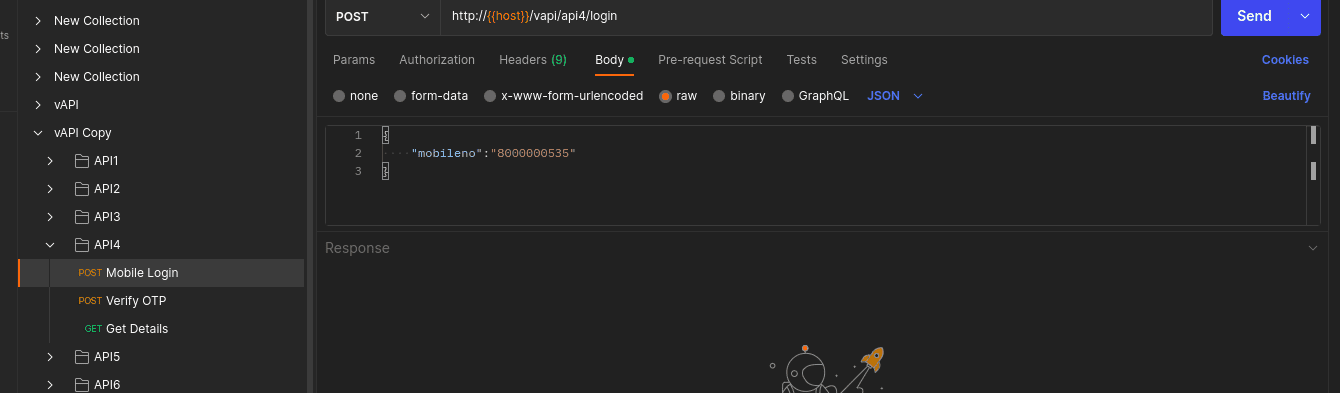 ts
New Collection
New Collection
New Collection
vAPI
vAPI Copy
API1
API2
API3
API4
POST Mobile Login
POST Verify OTP
GET Get Details
API5
API6
POST http://{{host}}/vapi/api4/login Send
Params Authorization Headers (9) Body Pre-request Script Tests Settings Cookies
none form-data x-www-form-urlencoded raw binary GraphQL JSON Beautify
1 {
2 ····"mobileno":"8000000535"
3 }
Response